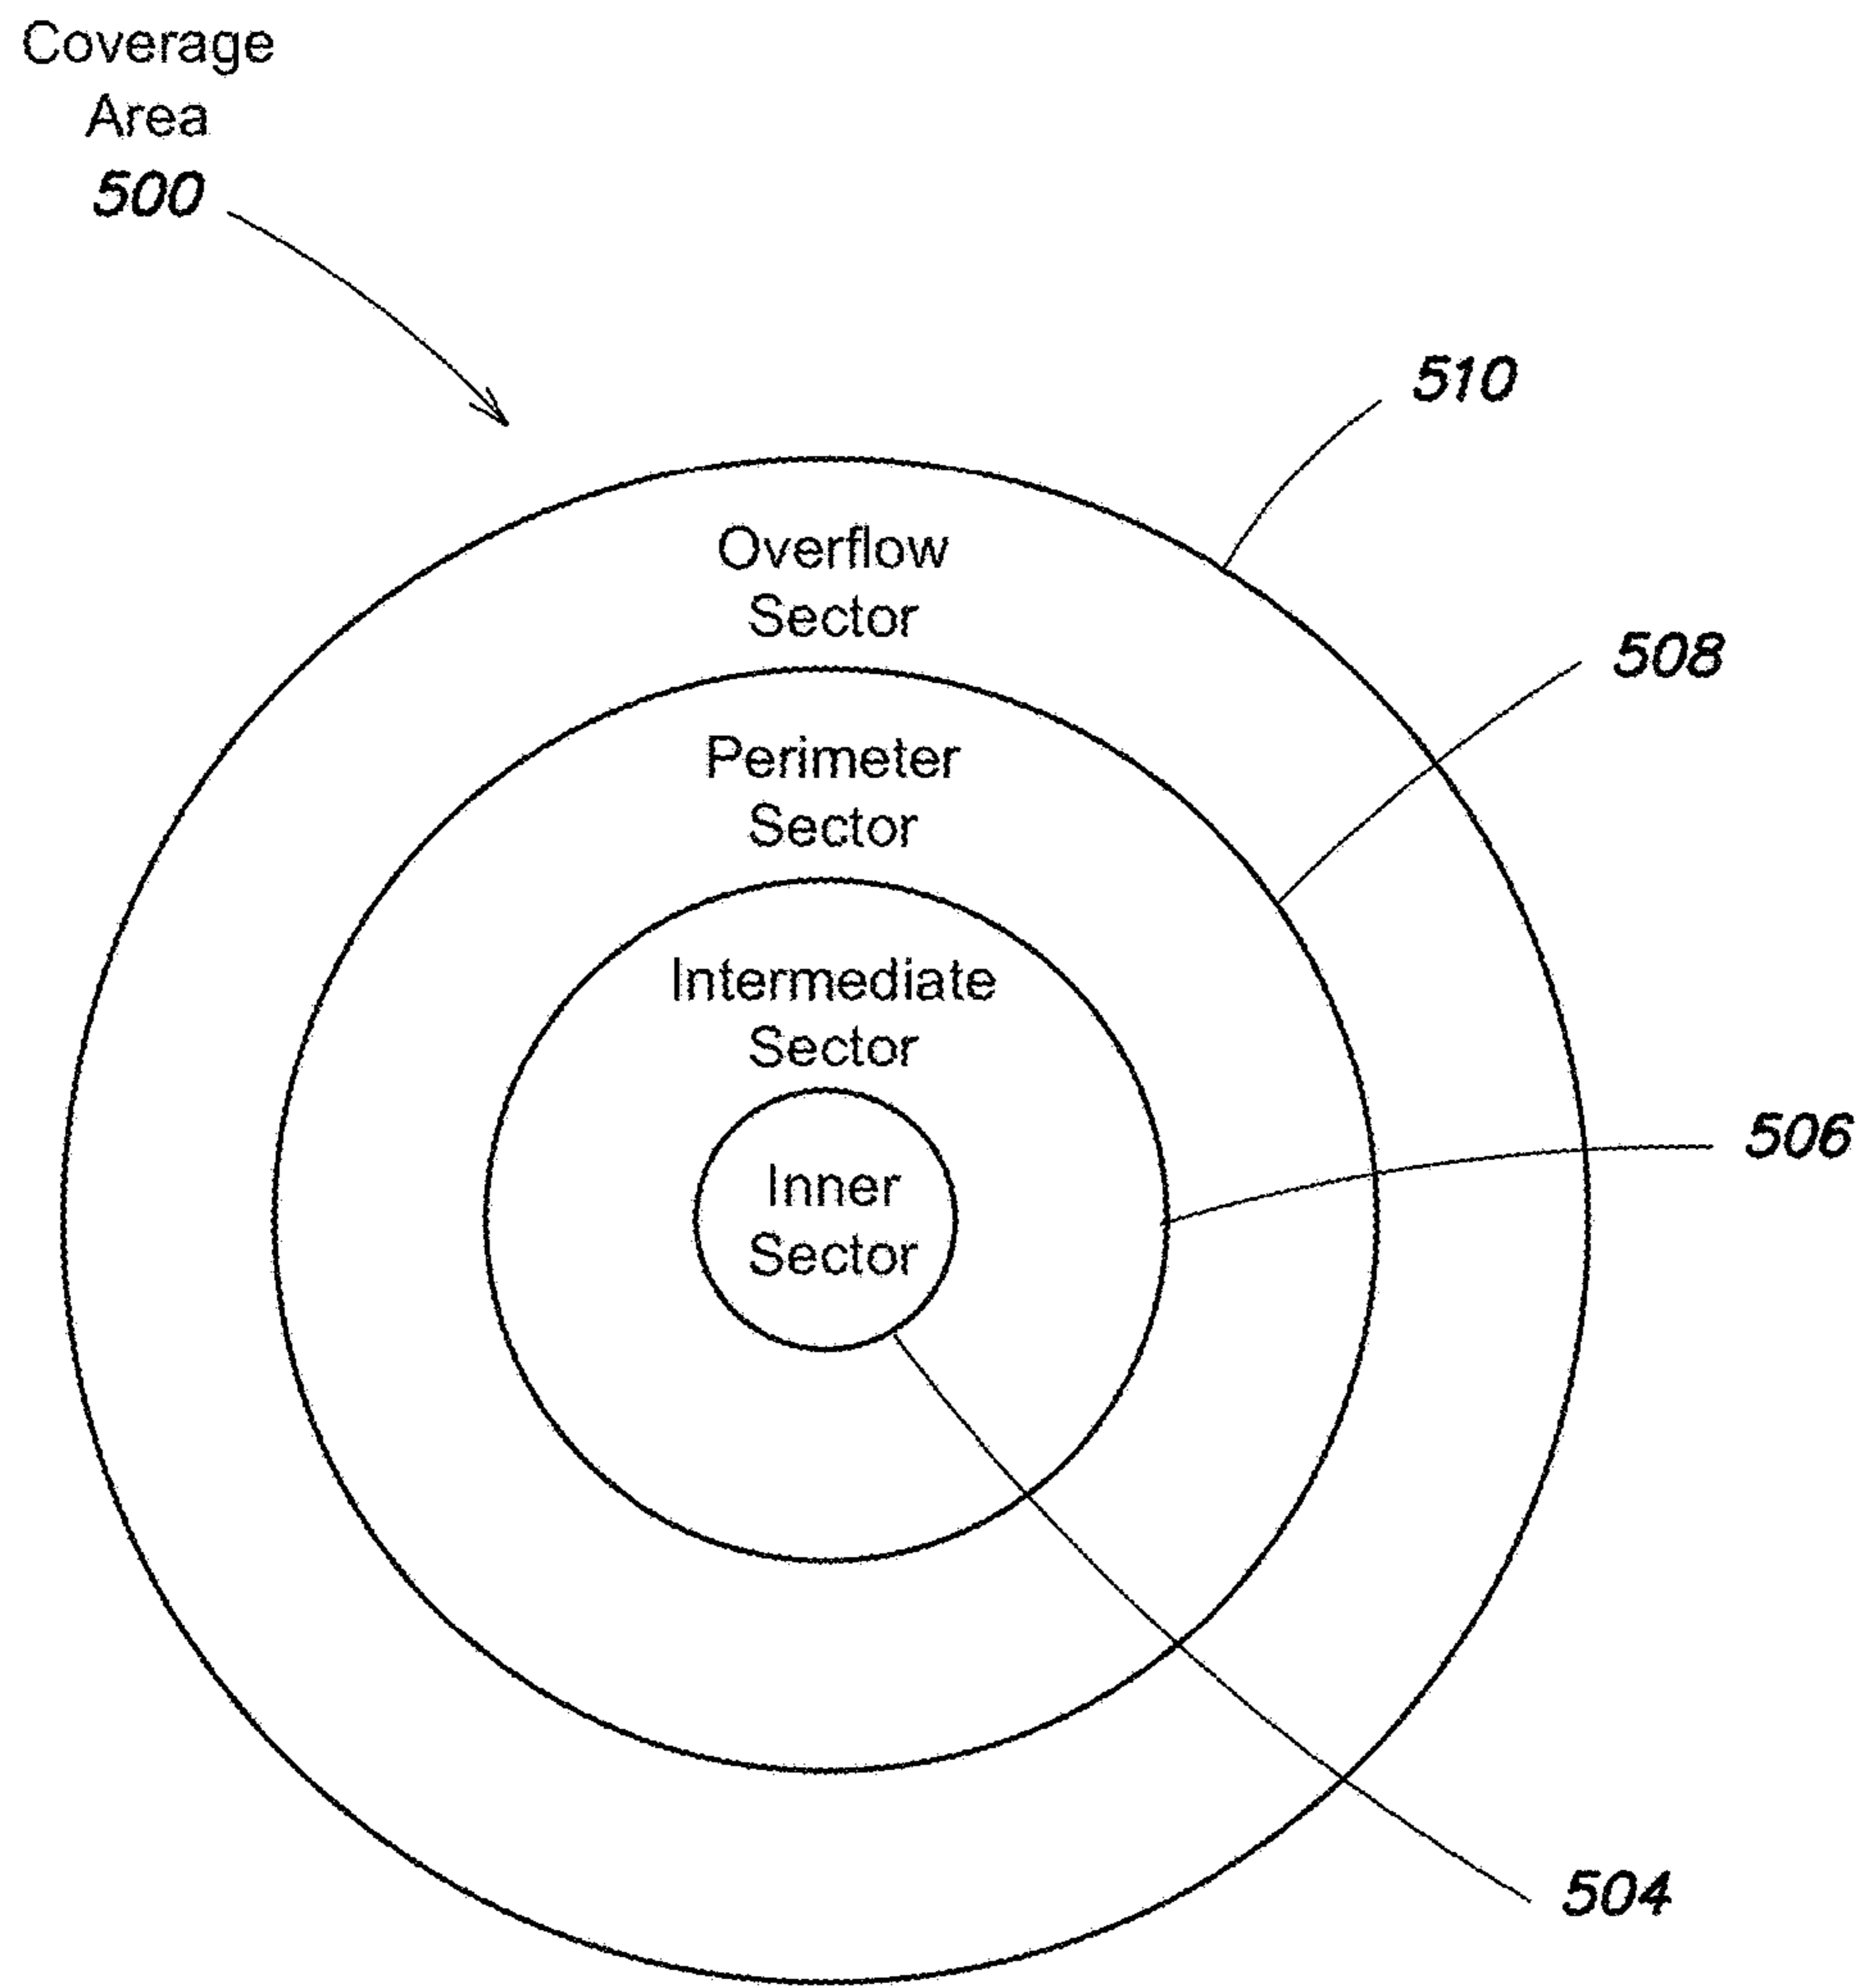 Coverage
Area
500
510
Overflow
Sector
508
Perimeter
Sector
Intermediate
Sector
506
Inner
Sector
504